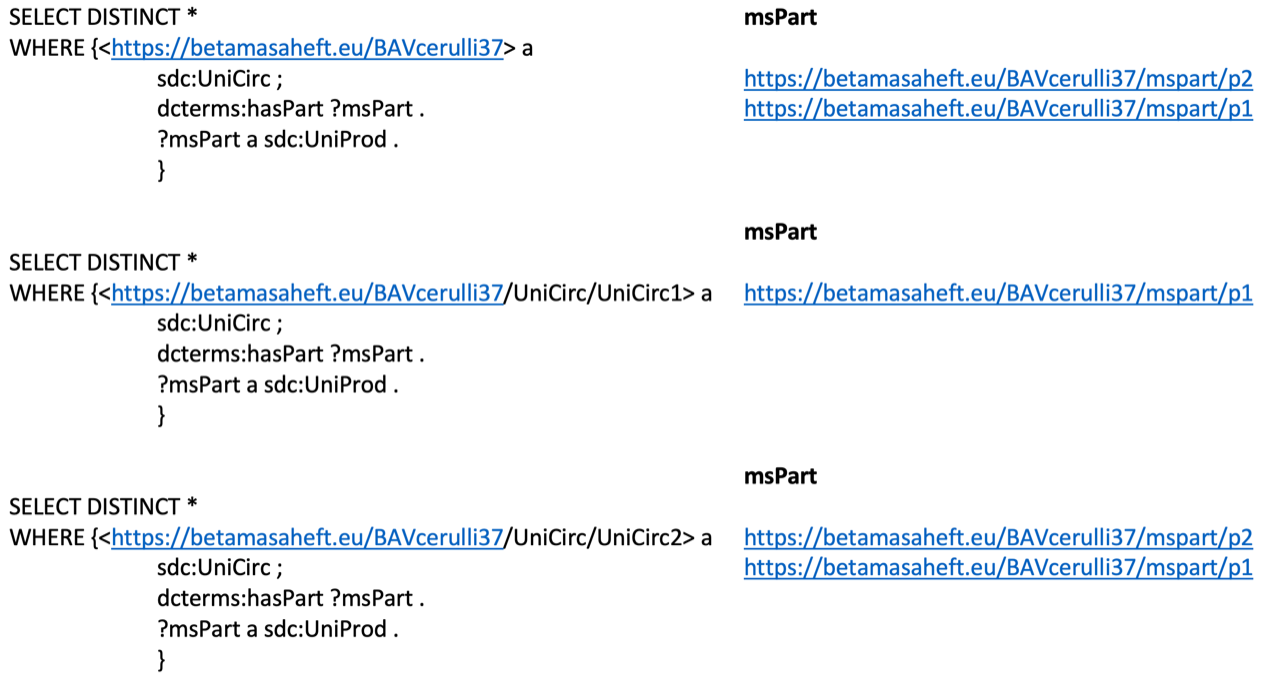 SELECT DISTINCT *
WHERE {<https://betamasaheft.eu/BAVcerulli37> a
sdc:UniCirc ;
dcterms:hasPart ?msPart .
?msPart a sdc:UniProd .
}
msPart
https://betamasaheft.eu/BAVcerulli37/mspart/p2
https://betamasaheft.eu/BAVcerulli37/mspart/p1
SELECT DISTINCT *
WHERE {<https://betamasaheft.eu/BAVcerulli37/UniCirc/UniCirc1> a
sdc:UniCirc ;
dcterms:hasPart ?msPart .
?msPart a sdc:UniProd .
}
msPart
https://betamasaheft.eu/BAVcerulli37/mspart/p1
SELECT DISTINCT *
WHERE {<https://betamasaheft.eu/BAVcerulli37/UniCirc/UniCirc2> a
sdc:UniCirc ;
dcterms:hasPart ?msPart .
?msPart a sdc:UniProd .
}
msPart
https://betamasaheft.eu/BAVcerulli37/mspart/p2
https://betamasaheft.eu/BAVcerulli37/mspart/p1